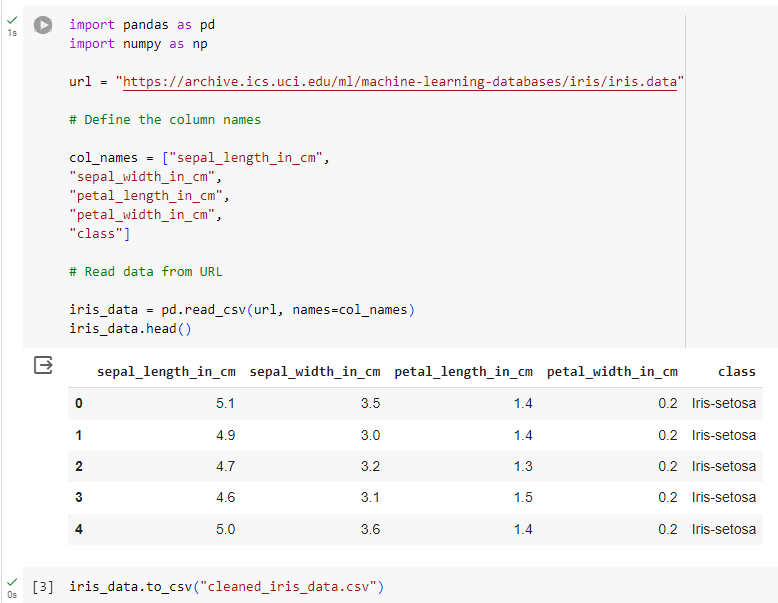 1s
import pandas as pd
import numpy as np
url = "https://archive.ics.uci.edu/ml/machine-learning-databases/iris/iris.data"
# Define the column names
col_names = ["sepal_length_in_cm",
"sepal_width_in_cm",
"petal_length_in_cm",
"petal_width_in_cm",
"class"]
# Read data from URL
iris_data = pd.read_csv(url, names=col_names)
iris_data.head()
sepal_length_in_cm sepal_width_in_cm petal_length_in_cm petal_width_in_cm class
0 5.1 3.5 1.4 0.2 Iris-setosa
1 4.9 3.0 1.4 0.2 Iris-setosa
2 4.7 3.2 1.3 0.2 Iris-setosa
3 4.6 3.1 1.5 0.2 Iris-setosa
4 5.0 3.6 1.4 0.2 Iris-setosa
0s [3] iris_data.to_csv("cleaned_iris_data.csv")